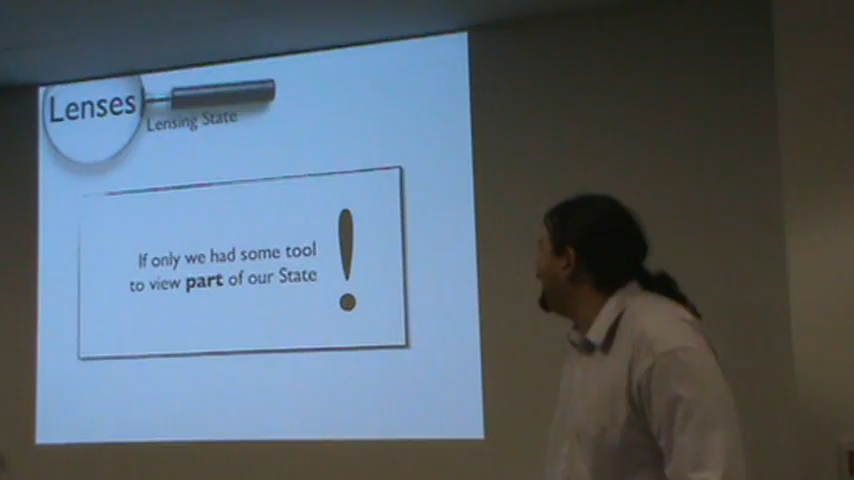 Lenses
Lensing State
If only we had some tool
to view part of our State
!